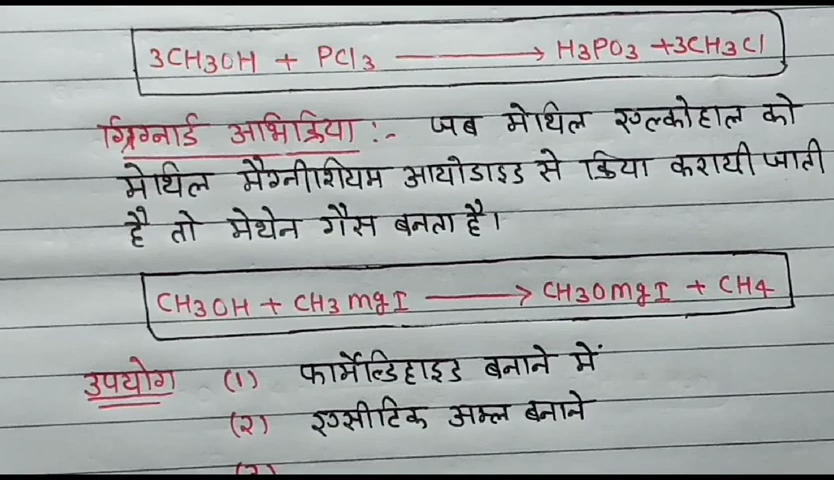 3CH3OH + PCl3 ⟶ H3PO3 + 3CH3Cl
ग्रिग्नार्ड अभिक्रिया :- जब मेथिल एल्कोहाल को
मेथिल मैग्नीशियम आयोडाइड से क्रिया करायी जाती
है तो मेथेन गैस बनता है।
CH3OH + CH3MgI ⟶ CH3OMgI + CH4
उपयोग (1) फार्मेल्डिहाइड बनाने में
(२) एसीटिक अम्ल बनाने